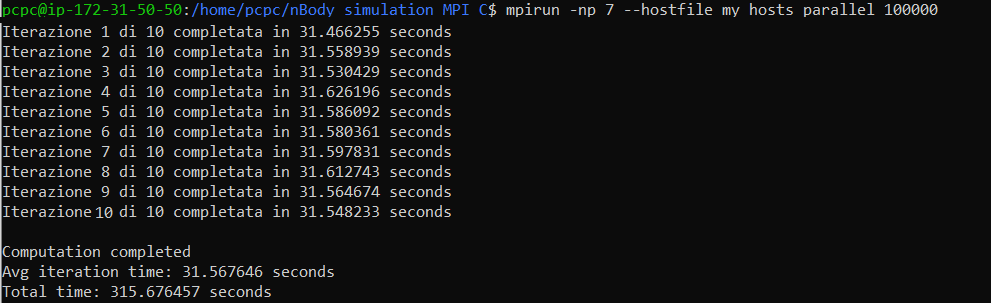 pcpc@ip-172-31-50-50:/home/pcpc/nBody simulation MPI C$ mpirun -np 7 --hostfile my hosts parallel 100000
Iterazione 1 di 10 completata in 31.466255 seconds
Iterazione 2 di 10 completata in 31.558939 seconds
Iterazione 3 di 10 completata in 31.530429 seconds
Iterazione 4 di 10 completata in 31.626196 seconds
Iterazione 5 di 10 completata in 31.586092 seconds
Iterazione 6 di 10 completata in 31.580361 seconds
Iterazione 7 di 10 completata in 31.597831 seconds
Iterazione 8 di 10 completata in 31.612743 seconds
Iterazione 9 di 10 completata in 31.564674 seconds
Iterazione 10 di 10 completata in 31.548233 seconds
Computation completed
Avg iteration time: 31.567646 seconds
Total time: 315.676457 seconds